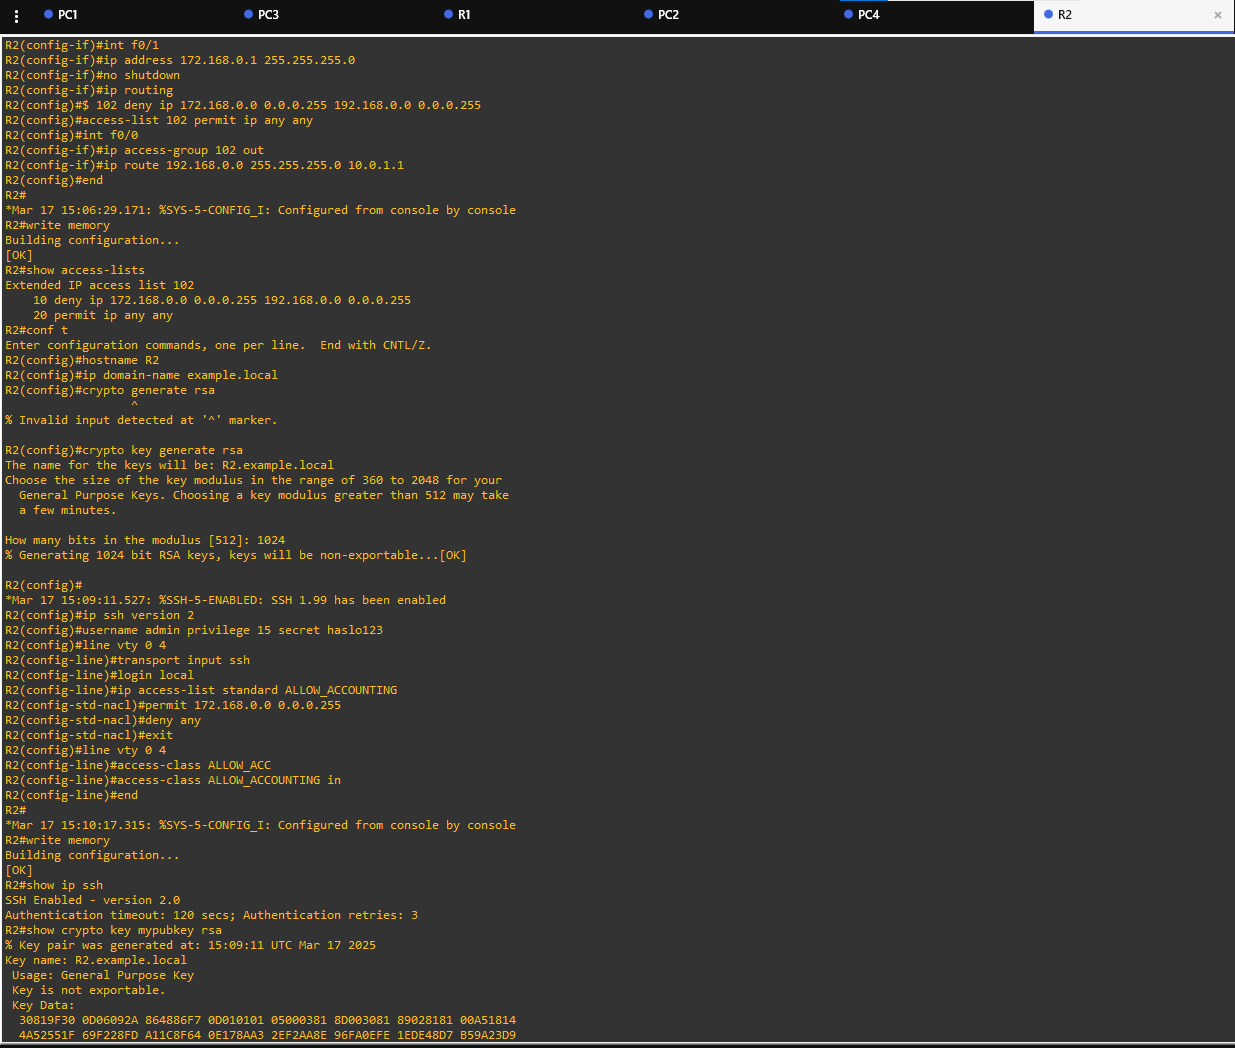 PC1 PC3 R1 PC2 PC4 R2 ×
R2(config-if)#int f0/1
R2(config-if)#ip address 172.168.0.1 255.255.255.0
R2(config-if)#no shutdown
R2(config-if)#ip routing
R2(config)#$ 102 deny ip 172.168.0.0 0.0.0.255 192.168.0.0 0.0.0.255
R2(config)#access-list 102 permit ip any any
R2(config)#int f0/0
R2(config-if)#ip access-group 102 out
R2(config-if)#ip route 192.168.0.0 255.255.255.0 10.0.1.1
R2(config)#end
R2#
*Mar 17 15:06:29.171: %SYS-5-CONFIG_I: Configured from console by console
R2#write memory
Building configuration...
[OK]
R2#show access-lists
Extended IP access list 102
    10 deny ip 172.168.0.0 0.0.0.255 192.168.0.0 0.0.0.255
    20 permit ip any any
R2#conf t
Enter configuration commands, one per line.  End with CNTL/Z.
R2(config)#hostname R2
R2(config)#ip domain-name example.local
R2(config)#crypto generate rsa
                  ^
% Invalid input detected at '^' marker.

R2(config)#crypto key generate rsa
The name for the keys will be: R2.example.local
Choose the size of the key modulus in the range of 360 to 2048 for your
  General Purpose Keys. Choosing a key modulus greater than 512 may take
  a few minutes.

How many bits in the modulus [512]: 1024
% Generating 1024 bit RSA keys, keys will be non-exportable...[OK]

R2(config)#
*Mar 17 15:09:11.527: %SSH-5-ENABLED: SSH 1.99 has been enabled
R2(config)#ip ssh version 2
R2(config)#username admin privilege 15 secret haslo123
R2(config)#line vty 0 4
R2(config-line)#transport input ssh
R2(config-line)#login local
R2(config-line)#ip access-list standard ALLOW_ACCOUNTING
R2(config-std-nacl)#permit 172.168.0.0 0.0.0.255
R2(config-std-nacl)#deny any
R2(config-std-nacl)#exit
R2(config)#line vty 0 4
R2(config-line)#access-class ALLOW_ACC
R2(config-line)#access-class ALLOW_ACCOUNTING in
R2(config-line)#end
R2#
*Mar 17 15:10:17.315: %SYS-5-CONFIG_I: Configured from console by console
R2#write memory
Building configuration...
[OK]
R2#show ip ssh
SSH Enabled - version 2.0
Authentication timeout: 120 secs; Authentication retries: 3
R2#show crypto key mypubkey rsa
% Key pair was generated at: 15:09:11 UTC Mar 17 2025
Key name: R2.example.local
 Usage: General Purpose Key
 Key is not exportable.
 Key Data:
  30819F30 0D06092A 864886F7 0D010101 05000381 8D003081 89028181 00A51814
  4A52551F 69F228FD A11C8F64 0E178AA3 2EF2AA8E 96FA0EFE 1EDE48D7 B59A23D9